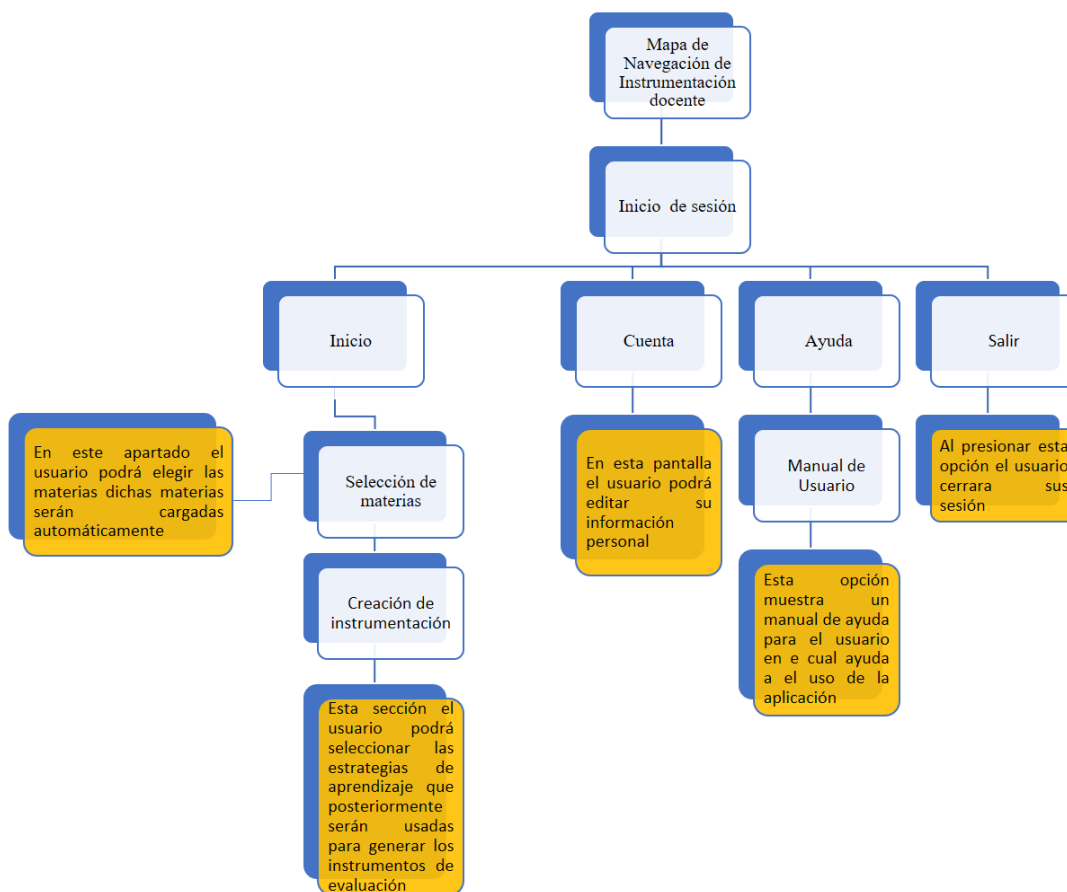 Mapa de
Navegación de
Instrumentación
docente
Inicio de sesión
Inicio
Cuenta
Ayuda
Salir
En este apartado el
usuario podrá elegir las
materias dichas materias
serán cargadas
automáticamente
Selección de
materias
En esta pantalla
el usuario podrá
editar su
información
personal
Manual de
Usuario
Al presionar esta
opción el usuario
cerrara sus
sesión
Creación de
instrumentación
Esta opción
muestra un
manual de ayuda
para el usuario
en e cual ayuda
a el uso de la
aplicación
Esta sección el
usuario podrá
seleccionar las
estrategias de
aprendizaje que
posteriormente
serán usadas
para generar los
instrumentos de
evaluación